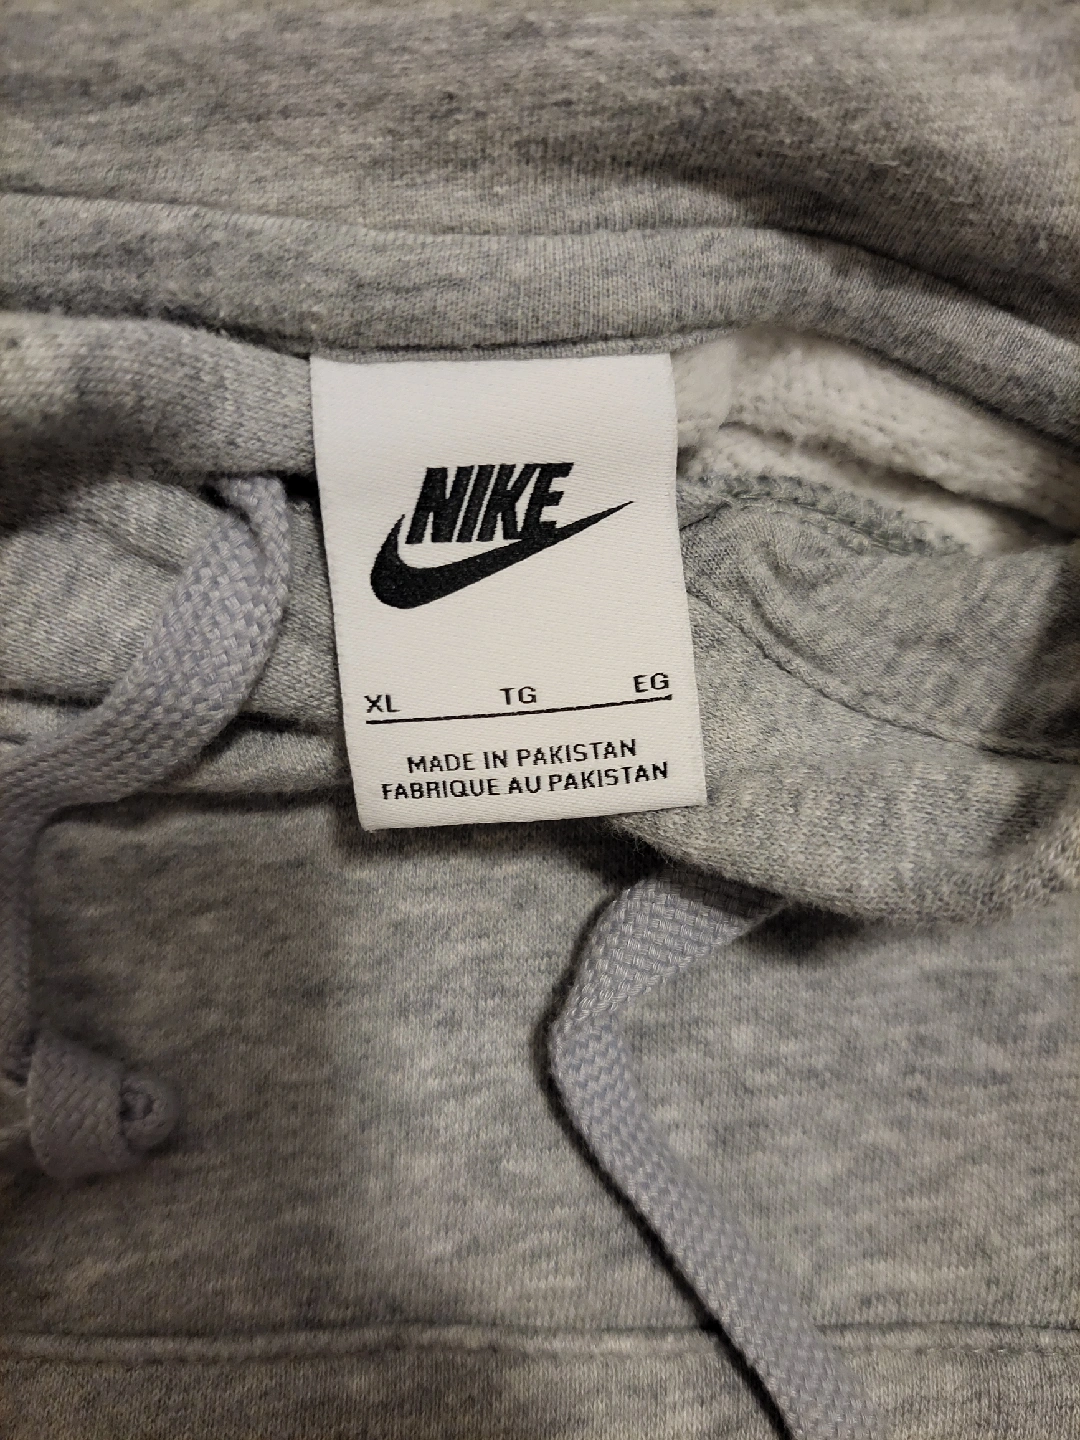 NIKE
XL TG EG
MADE IN PAKISTAN
FABRIQUE AU PAKISTAN